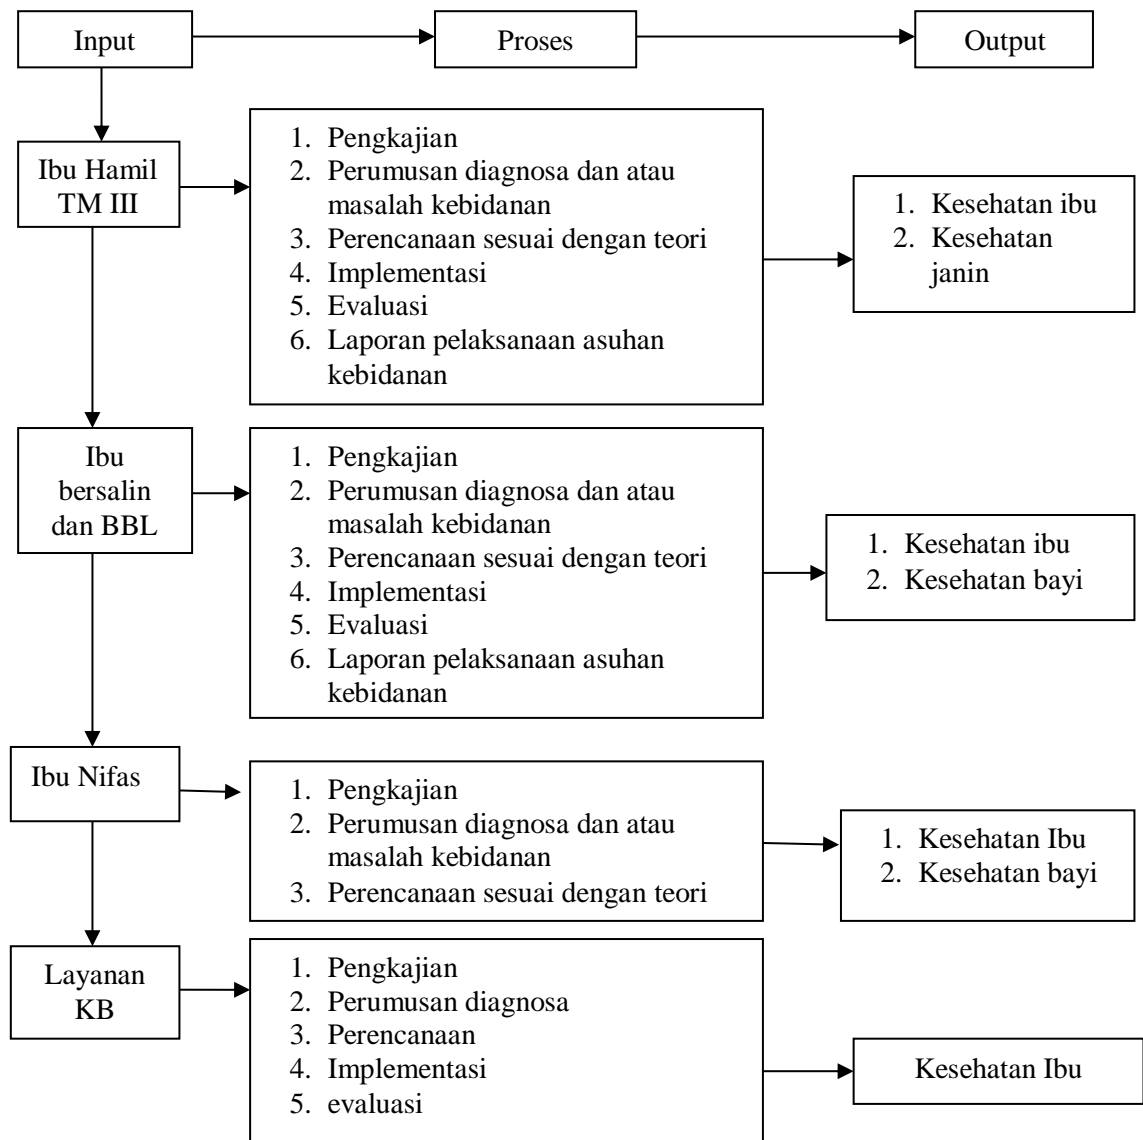 Input
Proses
Output
Ibu Hamil
TM III
1. Pengkajian
2. Perumusan diagnosa dan atau
masalah kebidanan
3. Perencanaan sesuai dengan teori
4. Implementasi
5. Evaluasi
6. Laporan pelaksanaan asuhan
kebidanan
1. Kesehatan ibu
2. Kesehatan
janin
Ibu
bersalin
dan BBL
1. Pengkajian
2. Perumusan diagnosa dan atau
masalah kebidanan
3. Perencanaan sesuai dengan teori
4. Implementasi
5. Evaluasi
6. Laporan pelaksanaan asuhan
kebidanan
1. Kesehatan ibu
2. Kesehatan bayi
Ibu Nifas
1. Pengkajian
2. Perumusan diagnosa dan atau
masalah kebidanan
3. Perencanaan sesuai dengan teori
1. Kesehatan Ibu
2. Kesehatan bayi
Layanan
KB
1. Pengkajian
2. Perumusan diagnosa
3. Perencanaan
4. Implementasi
5. evaluasi
Kesehatan Ibu